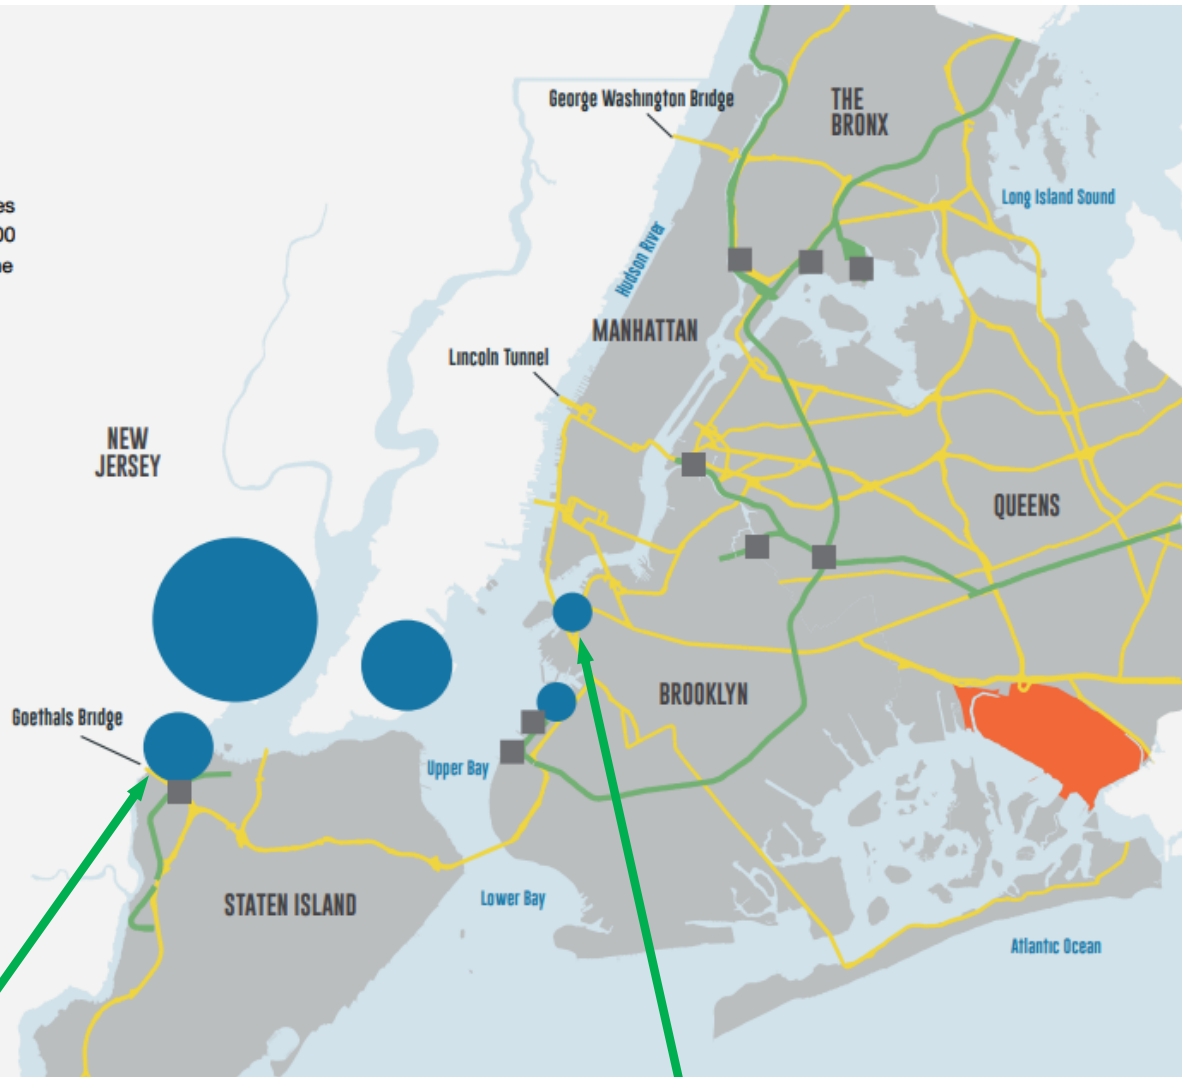 George Washington Bridge
THE
BRONX
es
00
Long Island Sound
ne
Hudson River
MANHATTAN
Lincoln Tunnel
NEW
JERSEY
QUEENS
BROOKLYN
Goethals Bridge
Upper Bay
STATEN ISLAND
Lower Bay
Atlantic Ocean